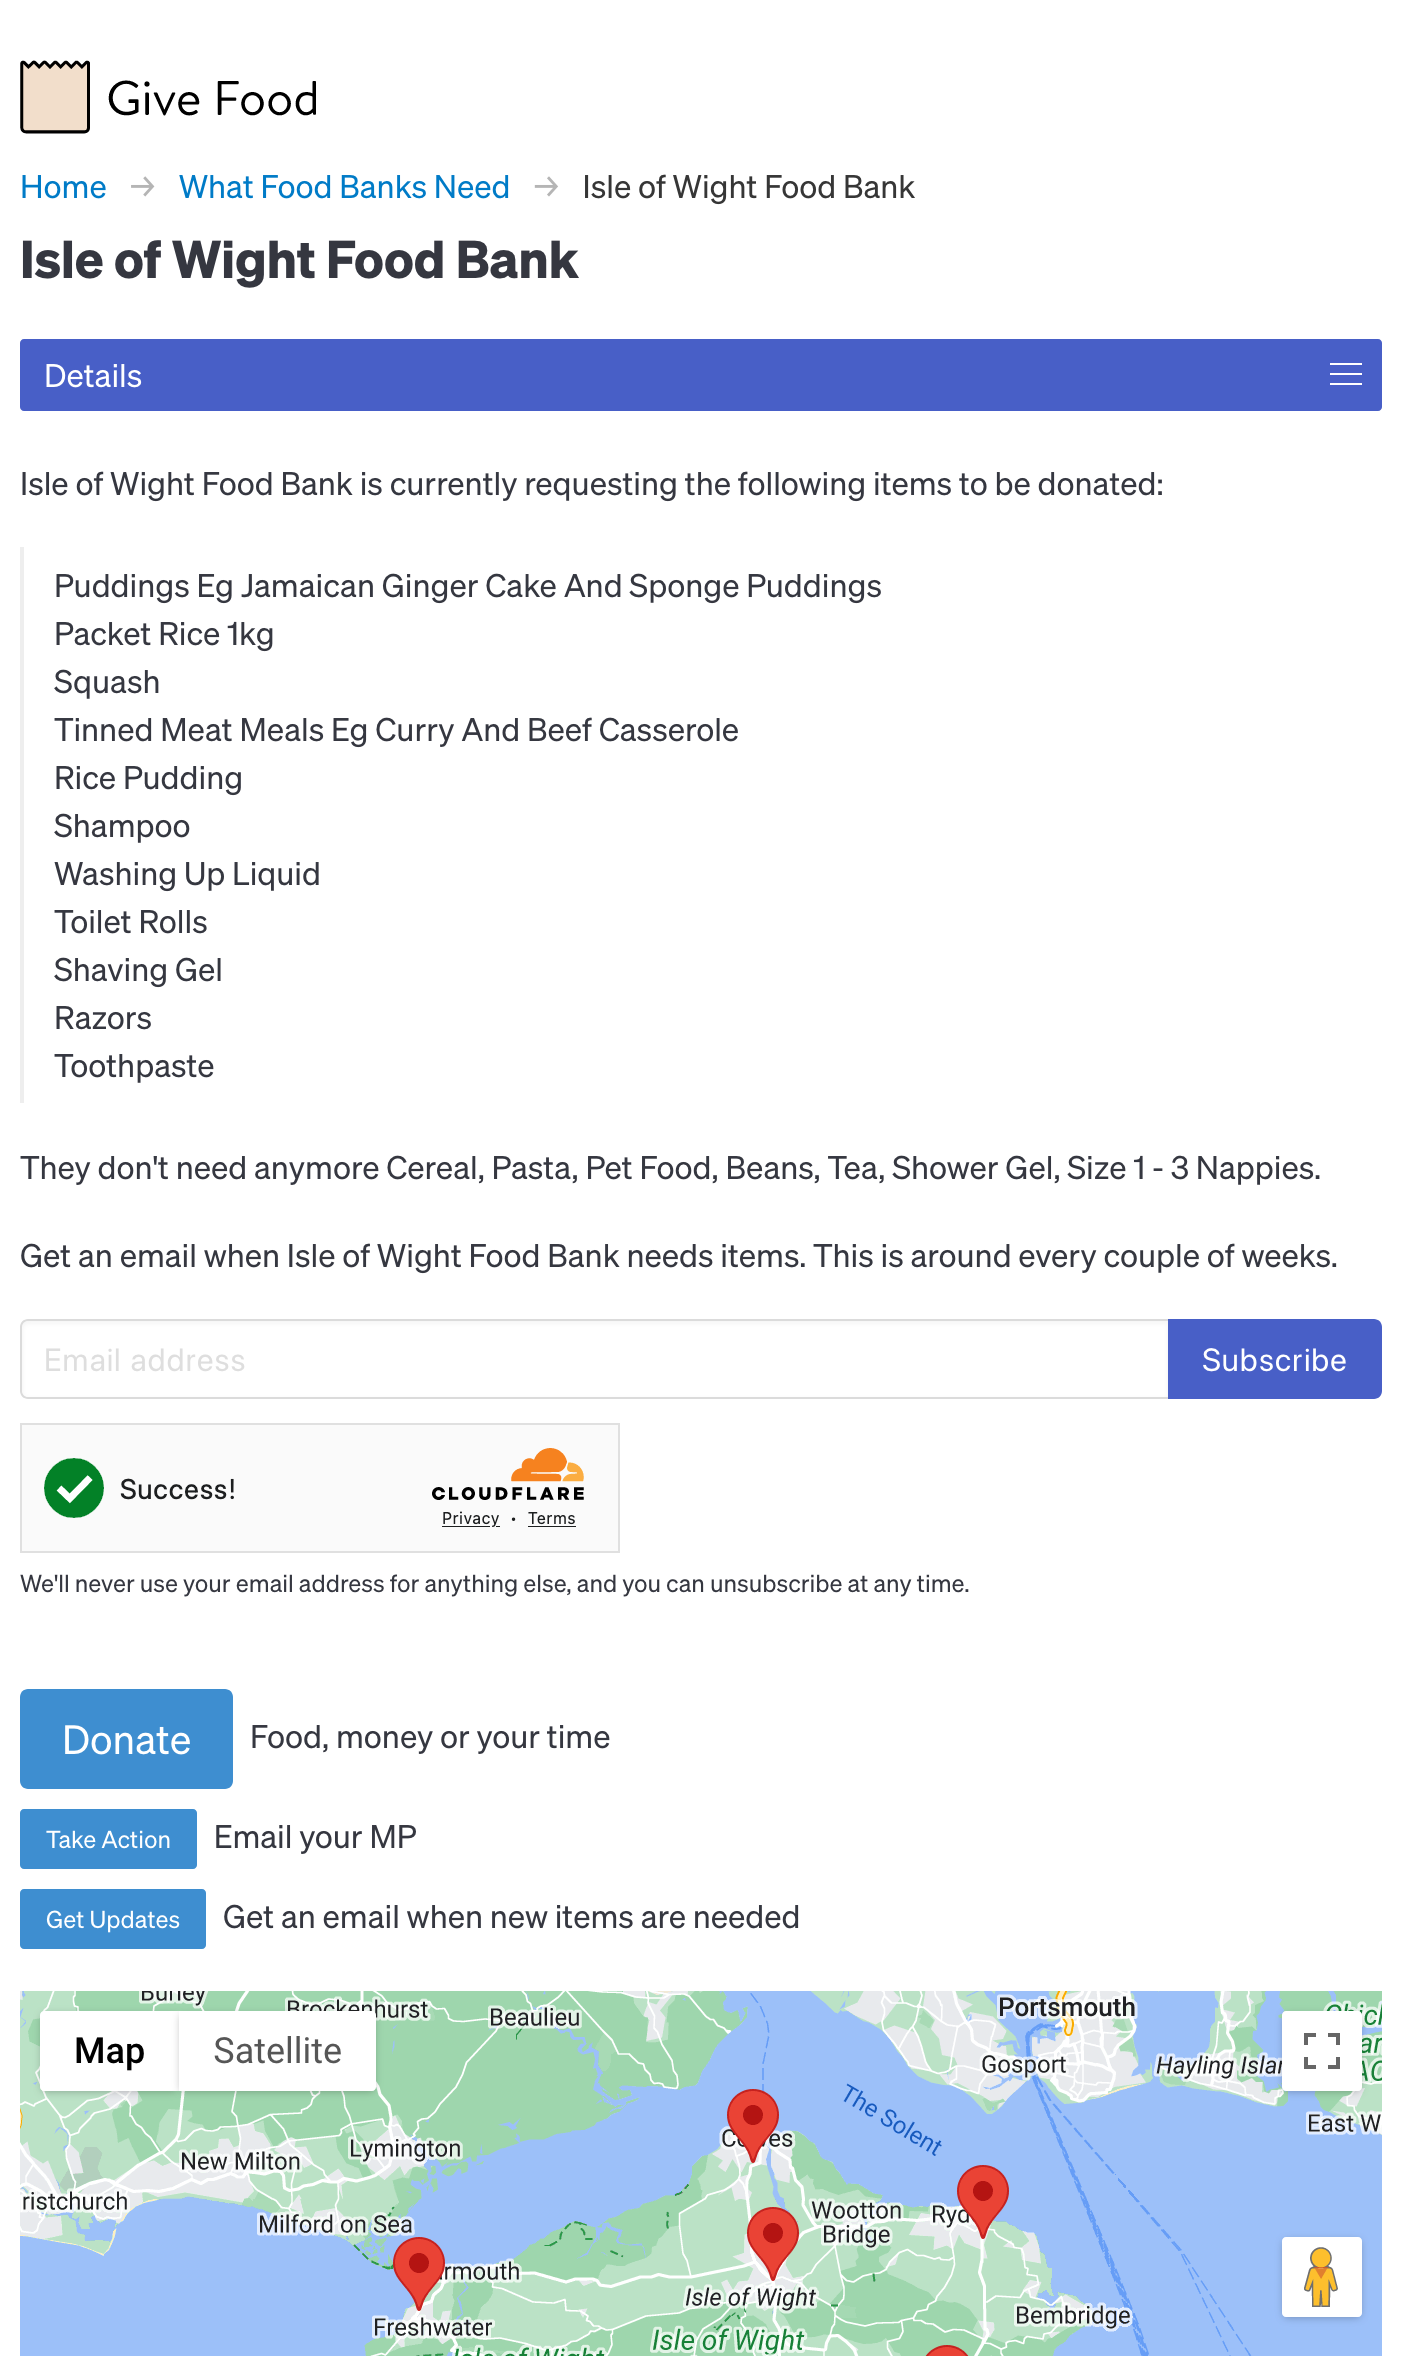 Give Food
Home → What Food Banks Need → Isle of Wight Food Bank
Isle of Wight Food Bank
Details
Isle of Wight Food Bank is currently requesting the following items to be donated:
Puddings Eg Jamaican Ginger Cake And Sponge Puddings
Packet Rice 1kg
Squash
Tinned Meat Meals Eg Curry And Beef Casserole
Rice Pudding
Shampoo
Washing Up Liquid
Toilet Rolls
Shaving Gel
Razors
Toothpaste
They don't need anymore Cereal, Pasta, Pet Food, Beans, Tea, Shower Gel, Size 1 - 3 Nappies.
Get an email when Isle of Wight Food Bank needs items. This is around every couple of weeks.
Email address
Subscribe
Success!
CLOUDFLARE
Privacy • Terms
We'll never use your email address for anything else, and you can unsubscribe at any time.
Donate Food, money or your time
Take Action Email your MP
Get Updates Get an email when new items are needed
Burley
Brockenhurst
Beaulieu
Portsmouth
Map
Satellite
Gosport
Hayling Islan
The Solent
East W
Lymington
New Milton
ristchurch
Milford on Sea
Wootton
Bridge
Ryd
rmouth
Isle of Wight
Bembridge
Freshwater
Isle of Wight
Isle of Wight